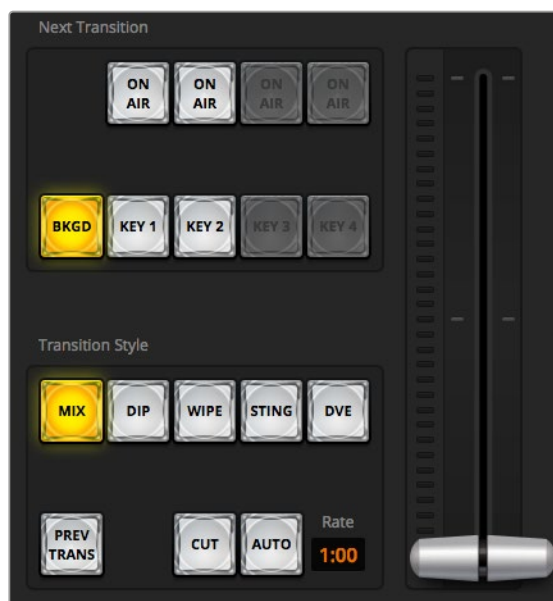 Next Transition
ON AIR
ON AIR
ON AIR
ON AIR
BKGD
KEY 1
KEY 2
KEY 3
KEY 4
Transition Style
MIX
DIP
WIPE
STING
DVE
PREV TRANS
CUT
AUTO
Rate
1:00